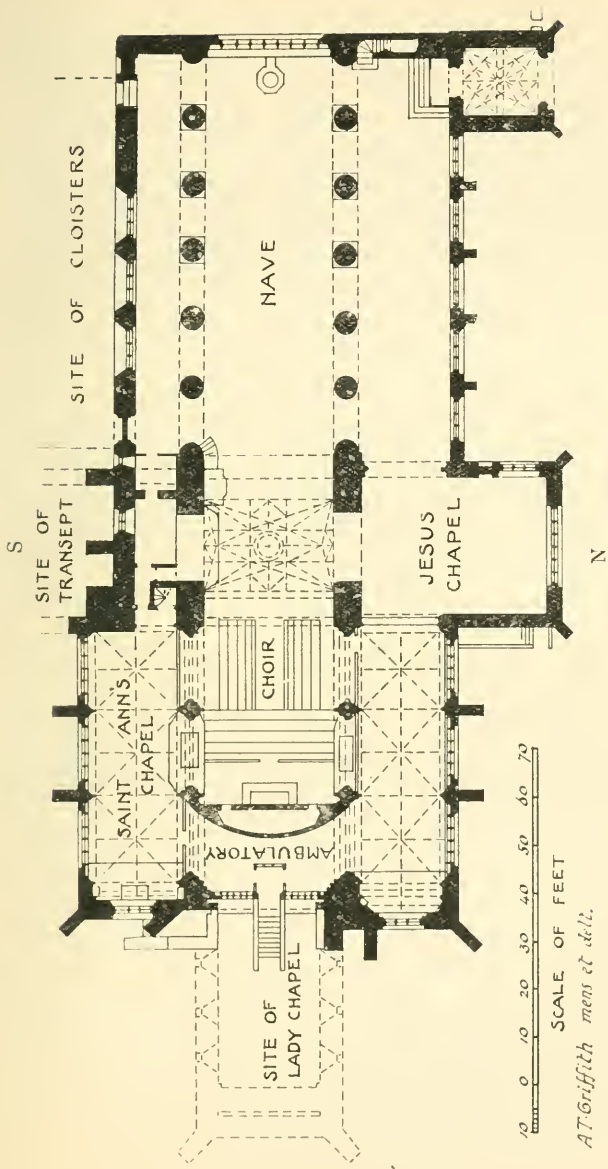 S
SITE OF CLOISTERS
SITE OF
TRANSEPT
NAVE
SAINT ANN'S
CHAPEL
CHOIR
JESUS
CHAPEL
AMBULATORY
SITE OF
LADY CHAPEL
N
10 0 10 20 30 40 50 60 70
SCALE OF FEET
A.T. Griffith mens et delt.